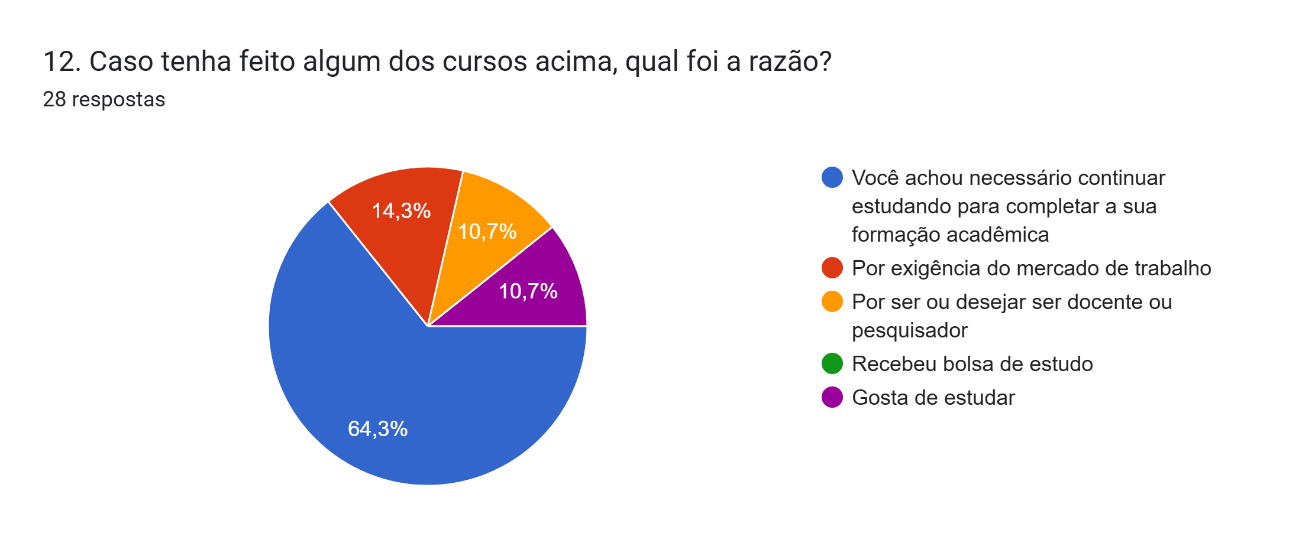 12. Caso tenha feito algum dos cursos acima, qual foi a razão?
28 respostas
14,3%
10,7%
10,7%
64,3%
Você achou necessário continuar
estudando para completar a sua
formação acadêmica
Por exigência do mercado de trabalho
Por ser ou desejar ser docente ou
pesquisador
Recebeu bolsa de estudo
Gosta de estudar